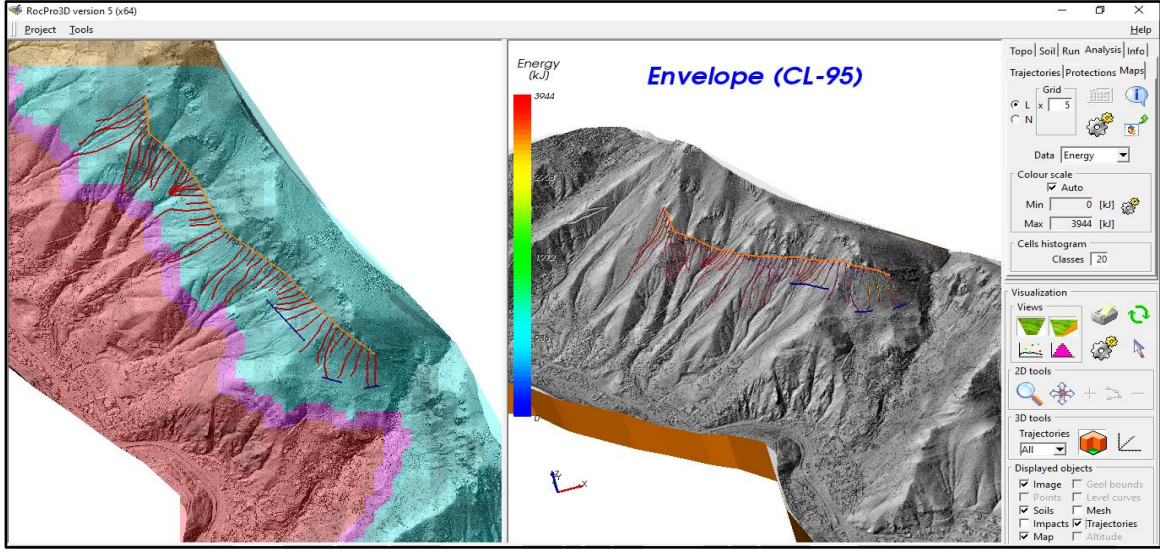 RocPro3D version 5 (x64)
Project Tools Help
Energy
(kJ)
3944
1972
986
0
Envelope (CL-95)
Z
X
Topo Soil Run Analysis Info
Trajectories Protections Maps
Grid
L x 5
N
Data Energy
Colour scale
Auto
Min 0 [kJ]
Max 3944 [kJ]
Cells histogram
Classes 20
Visualization
Views
2D tools
3D tools
Trajectories
All
Displayed objects
Image Geol bounds
Points Level curves
Soils Mesh
Impacts Trajectories
Map Altitude